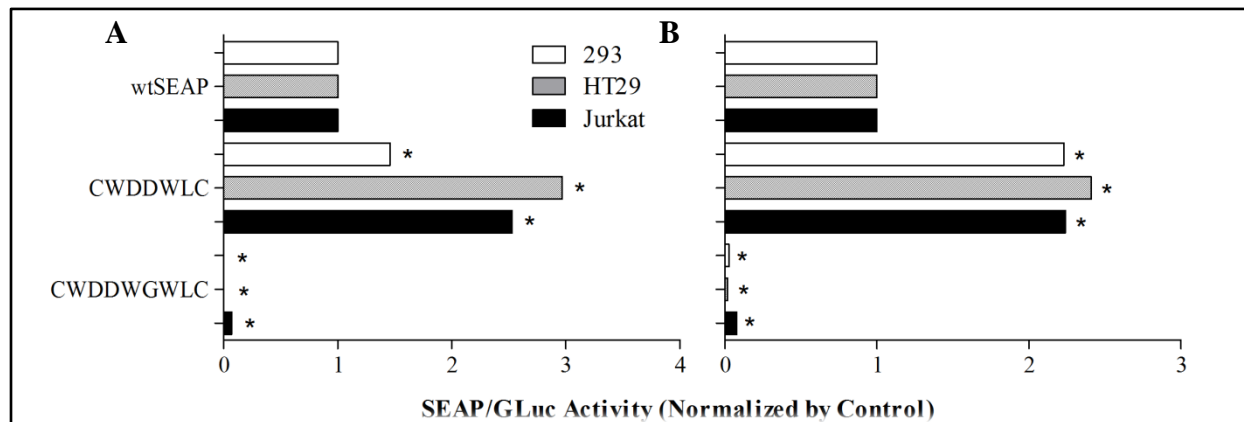 A
B
293
HT29
Jurkat
wtSEAP
*
*
CWDDWLC
*
*
*
*
*
*
CWDDWGWLC
*
*
*
*
0
1
2
3
4
0
1
2
3
SEAP/GLuc Activity (Normalized by Control)